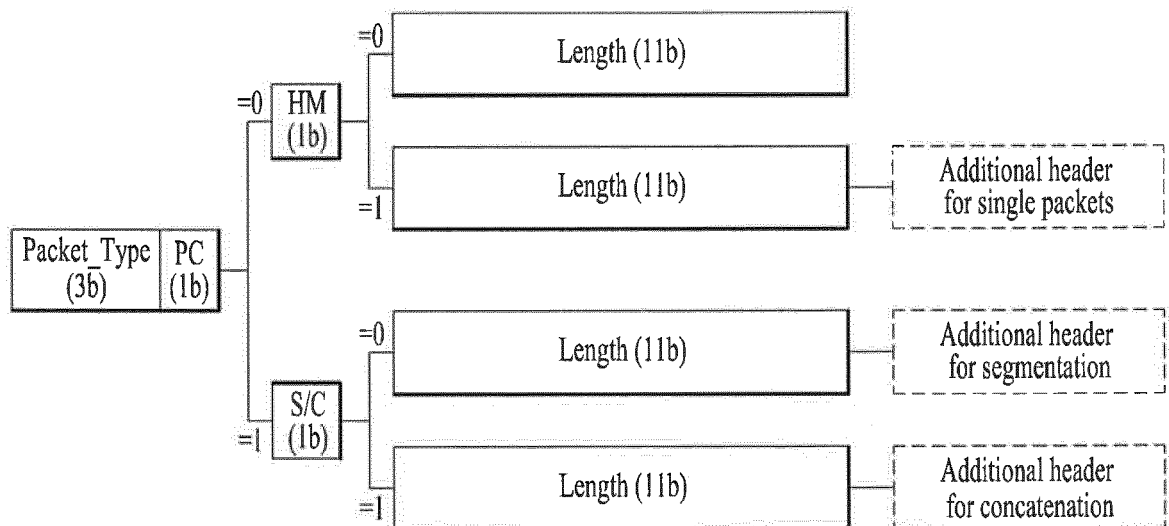 =0
Length (11b)
=0
HM
(1b)
=1
Length (11b)
Additional header
for single packets
Packet_Type
(3b)
PC
(1b)
=0
Length (11b)
Additional header
for segmentation
=1
S/C
(1b)
=1
Length (11b)
Additional header
for concatenation